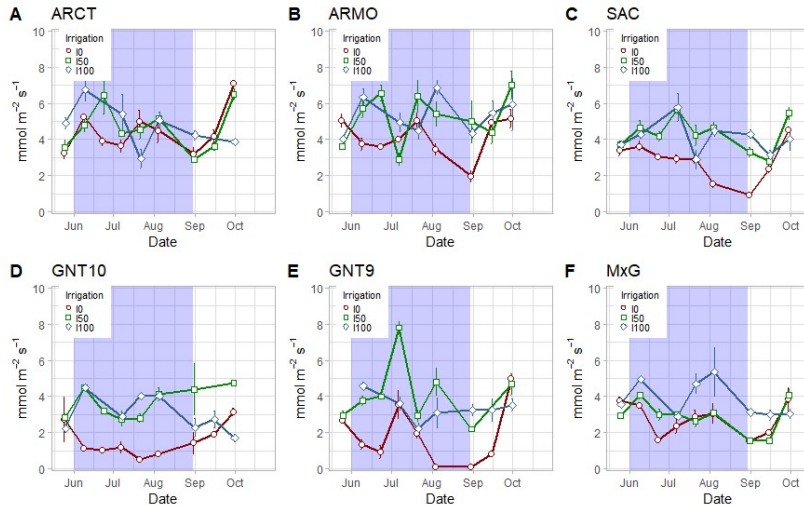 A ARCT
Irrigation
I0
I50
I100
mmol m⁻² s⁻¹
10
8
6
4
2
0
Jun Jul Aug Sep Oct
Date
B ARMO
Irrigation
I0
I50
I100
mmol m⁻² s⁻¹
10
8
6
4
2
0
Jun Jul Aug Sep Oct
Date
C SAC
Irrigation
I0
I50
I100
mmol m⁻² s⁻¹
10
8
6
4
2
0
Jun Jul Aug Sep Oct
Date
D GNT10
Irrigation
I0
I50
I100
mmol m⁻² s⁻¹
10
8
6
4
2
0
Jun Jul Aug Sep Oct
Date
E GNT9
Irrigation
I0
I50
I100
mmol m⁻² s⁻¹
10
8
6
4
2
0
Jun Jul Aug Sep Oct
Date
F MxG
Irrigation
I0
I50
I100
mmol m⁻² s⁻¹
10
8
6
4
2
0
Jun Jul Aug Sep Oct
Date